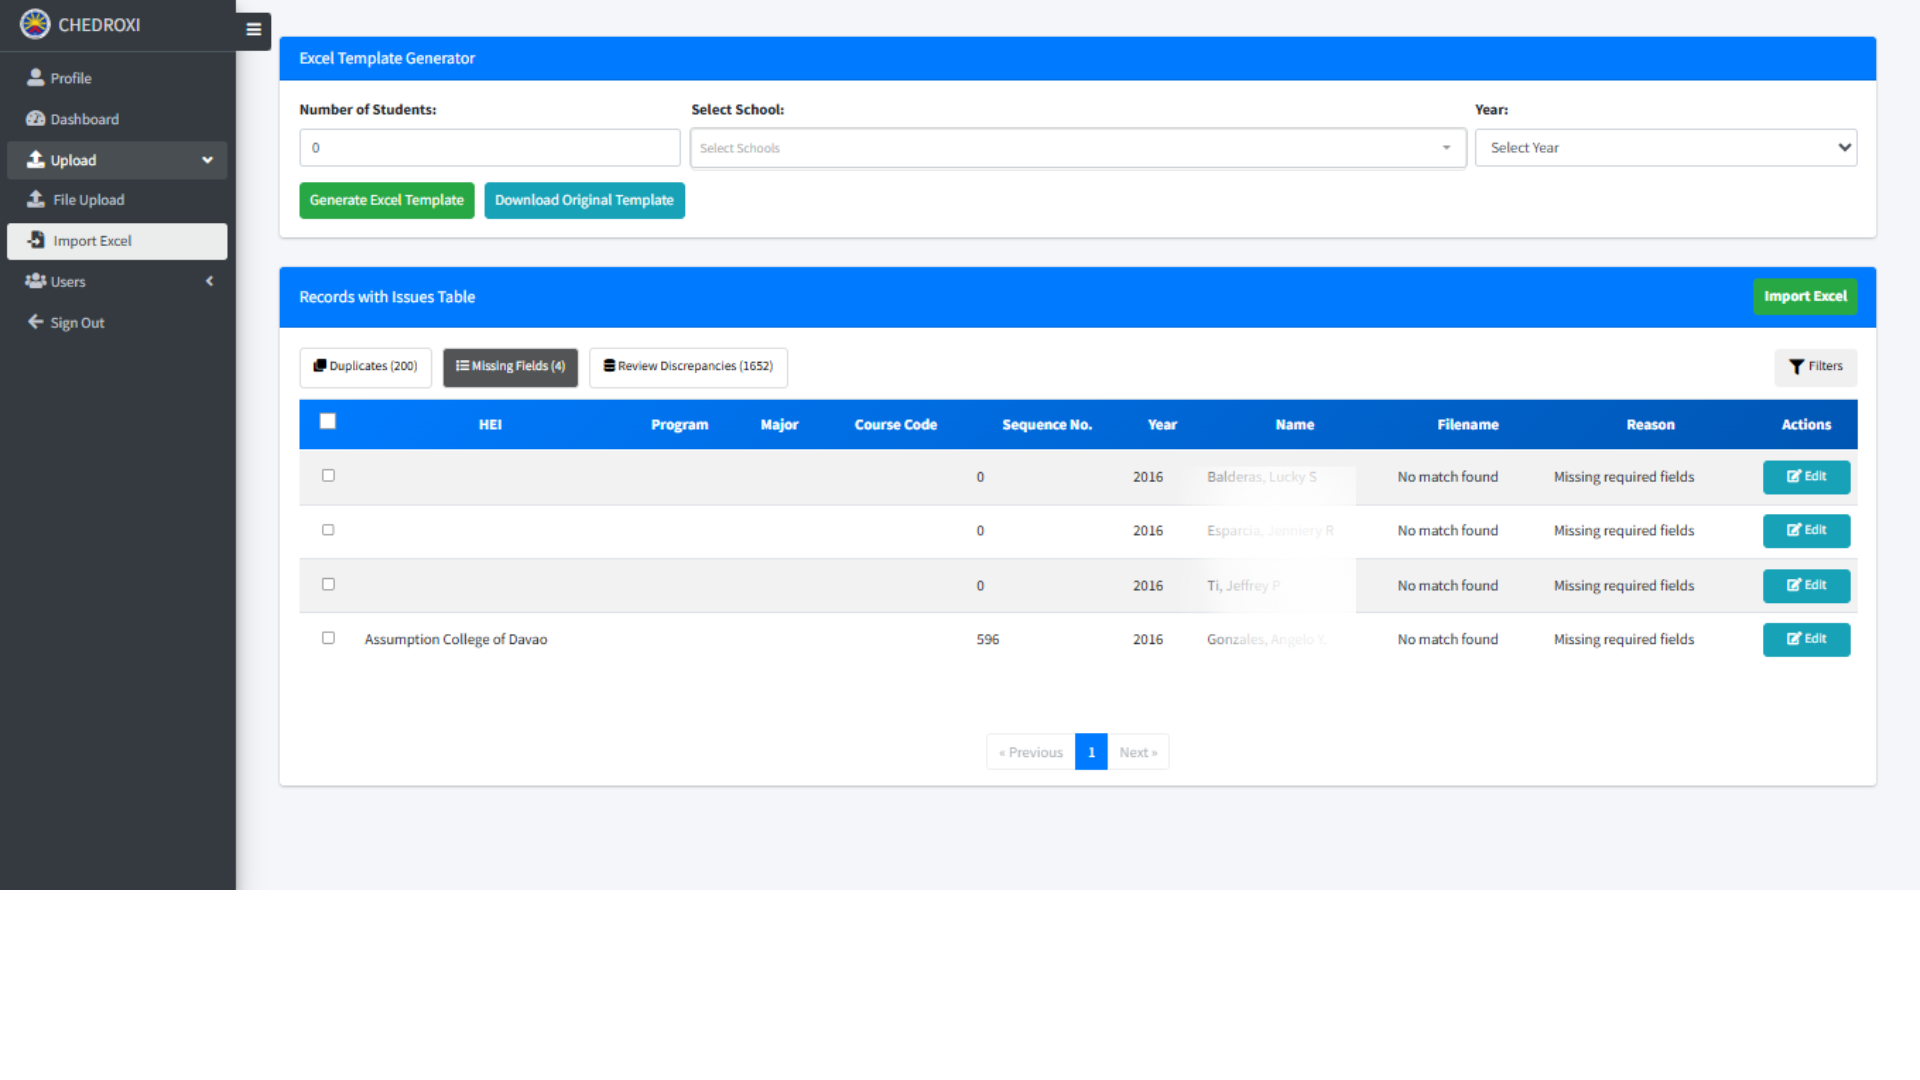 CHEDROXI
Profile
Dashboard
Upload
File Upload
Import Excel
Users
Sign Out
Excel Template Generator
Number of Students: Select School: Year:
0 Select Schools Select Year
Generate Excel Template Download Original Template
Records with Issues Table Import Excel
Duplicates (200) Missing Fields (4) Review Discrepancies (1652) Filters
HEI Program Major Course Code Sequence No. Year Name Filename Reason Actions
0 2016 Balderas, Lucky S No match found Missing required fields Edit
0 2016 Esparcia, Jenniery R No match found Missing required fields Edit
0 2016 Ti, Jeffrey P No match found Missing required fields Edit
Assumption College of Davao 596 2016 Gonzales, Angelo Y. No match found Missing required fields Edit
« Previous 1 Next »